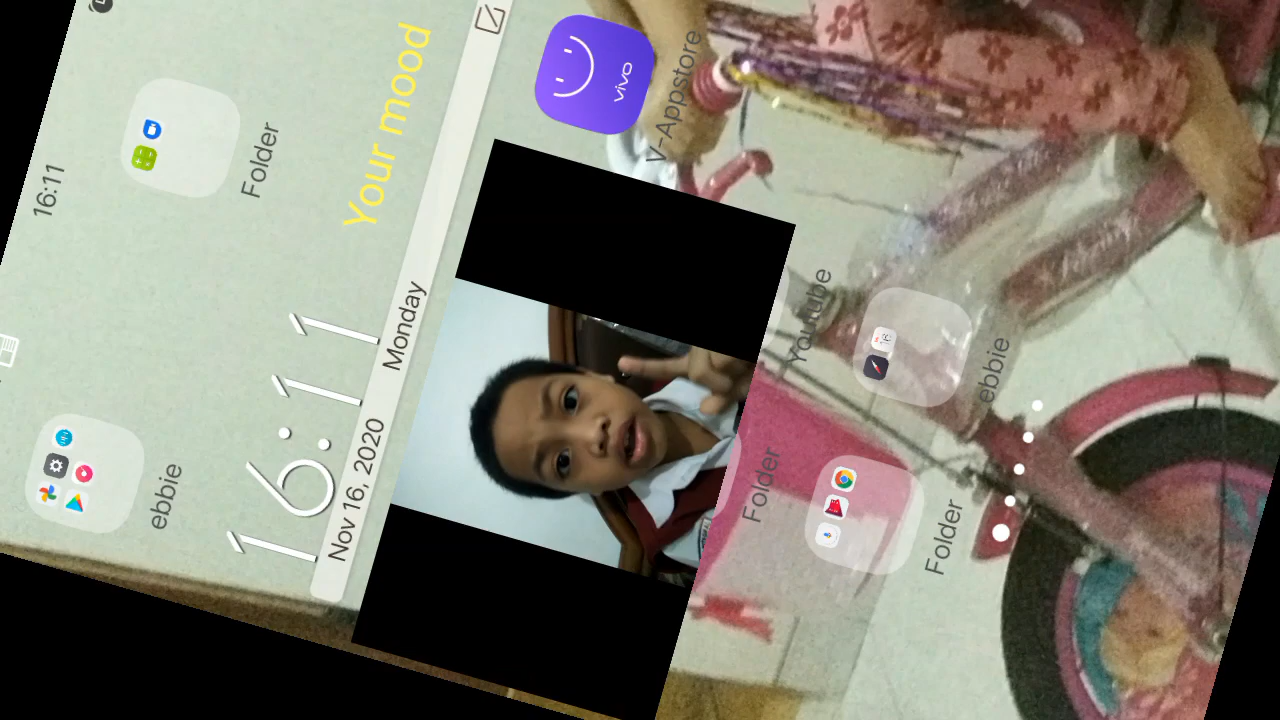 16:11
ebbie
Folder
16:11
Nov 16, 2020
Monday
Your mood
vivo
V-Appstore
Folder
Youtube
Folder
ebbie